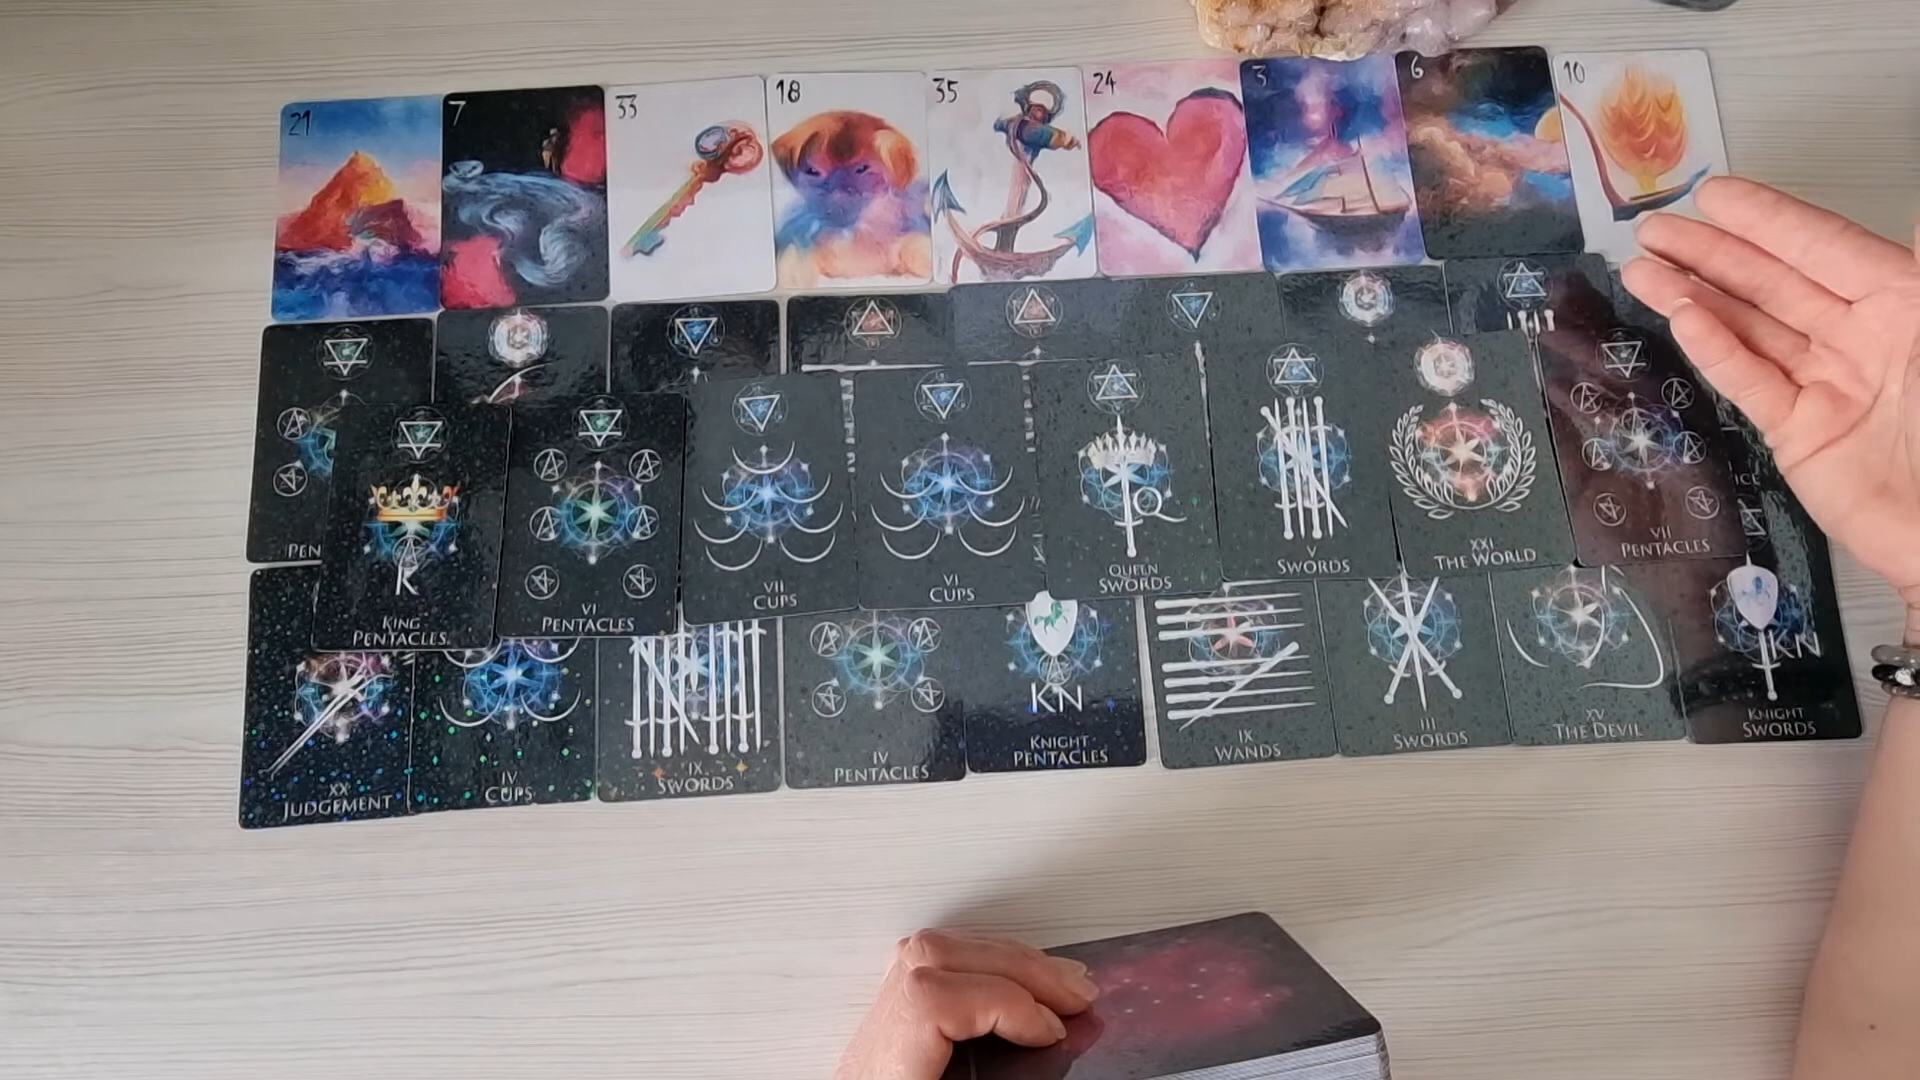 21
7
33
18
35
24
3
6
10
PEN
KING
PENTACLES
VI
PENTACLES
VII
CUPS
VI
CUPS
Q
QUEEN
SWORDS
V
SWORDS
XXI
THE WORLD
VII
PENTACLES
ICE
K
XX
JUDGEMENT
IV
CUPS
IX
SWORDS
IV
PENTACLES
KN
KNIGHT
PENTACLES
IX
WANDS
III
SWORDS
XV
THE DEVIL
KN
KNIGHT
SWORDS